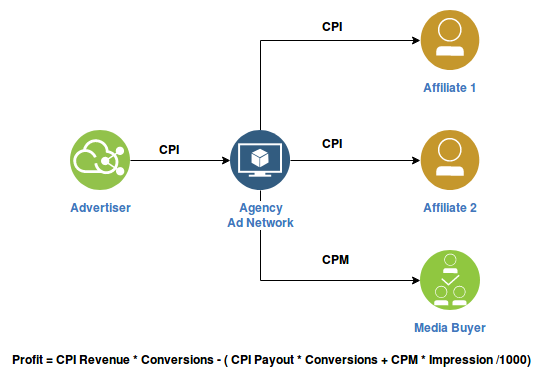 CPI
Affiliate 1
CPI
CPI
Advertiser
Agency
Ad Network
Affiliate 2
CPM
Media Buyer
Profit = CPI Revenue * Conversions - ( CPI Payout * Conversions + CPM * Impression /1000)